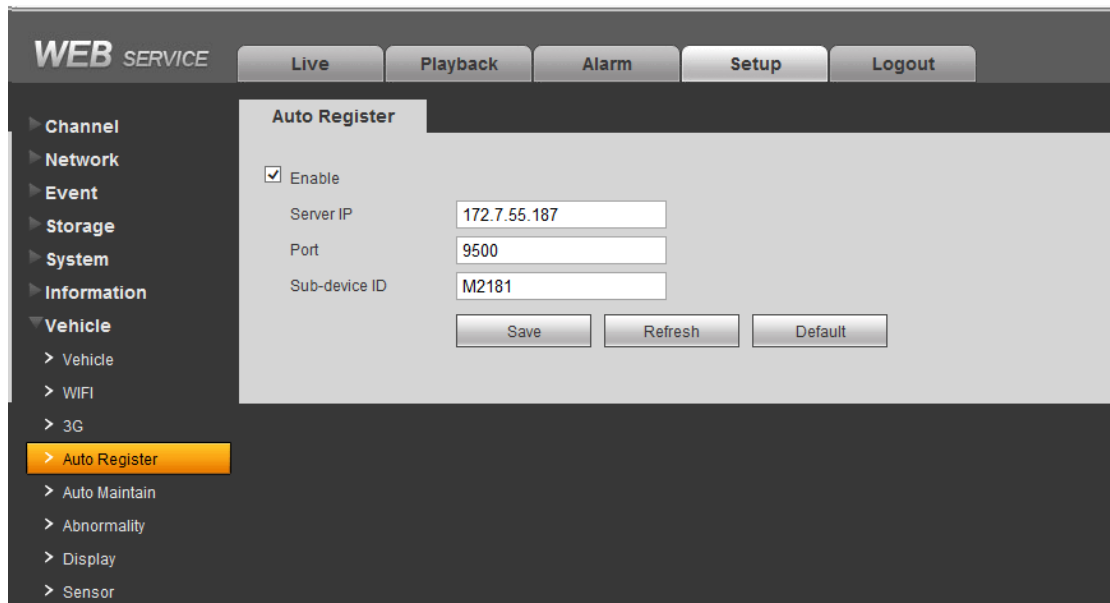 WEB SERVICE
Live Playback Alarm Setup Logout
Channel
Network
Event
Storage
System
Information
Vehicle
Vehicle
WIFI
3G
Auto Register
Auto Maintain
Abnormality
Display
Sensor
Auto Register
Enable
Server IP 172.7.55.187
Port 9500
Sub-device ID M2181
Save Refresh Default